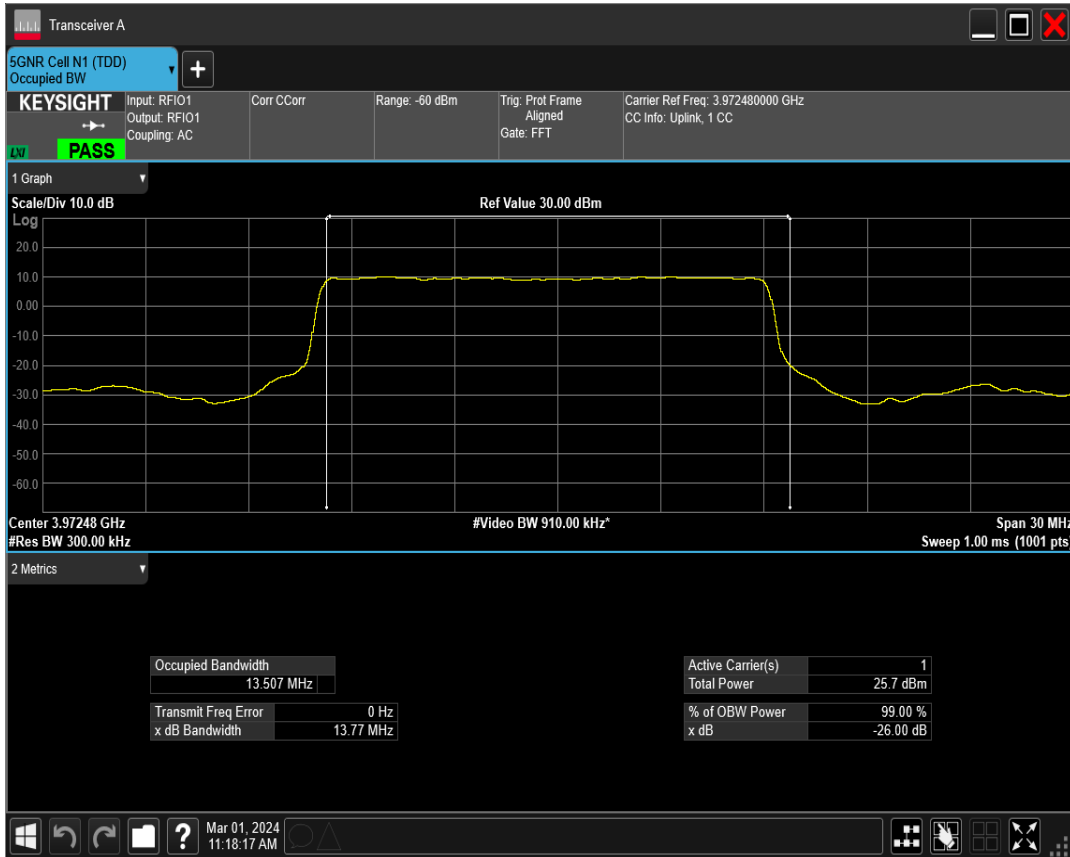 Transceiver A
5GNR Cell N1 (TDD)
Occupied BW
+
KEYSIGHT
LXI
PASS
Input: RFIO1
Output: RFIO1
Coupling: AC
Corr CCorr
Range: -60 dBm
Trig: Prot Frame
Aligned
Gate: FFT
Carrier Ref Freq: 3.972480000 GHz
CC Info: Uplink, 1 CC
1 Graph
Scale/Div 10.0 dB
Ref Value 30.00 dBm
Log
20.0
10.0
0.00
-10.0
-20.0
-30.0
-40.0
-50.0
-60.0
Center 3.97248 GHz
#Video BW 910.00 kHz*
Span 30 MHz
#Res BW 300.00 kHz
Sweep 1.00 ms (1001 pts)
2 Metrics
Occupied Bandwidth
13.507 MHz
Transmit Freq Error 0 Hz
x dB Bandwidth 13.77 MHz
Active Carrier(s) 1
Total Power 25.7 dBm
% of OBW Power 99.00 %
x dB -26.00 dB
?
Mar 01, 2024
11:18:17 AM